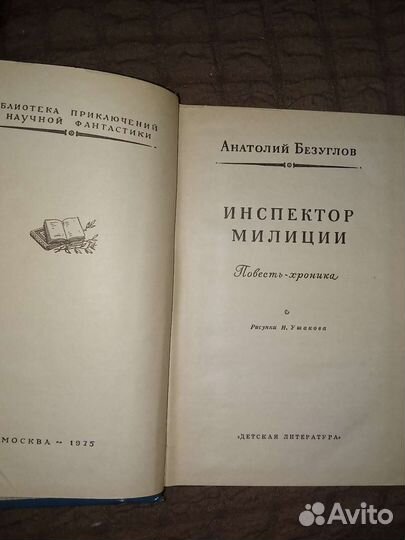 БЛИОТЕКА ПРИКЛЮЧЕНИЙ
НАУЧНОЙ ФАНТАСТИКИ
МОСКВА ~ 1975
АНАТОЛИЙ БЕЗУГЛОВ
ИНСПЕКТОР
МИЛИЦИИ
Повесть-хроника
Рисунки И. Ушакова
«ДЕТСКАЯ ЛИТЕРАТУРА»
Avito